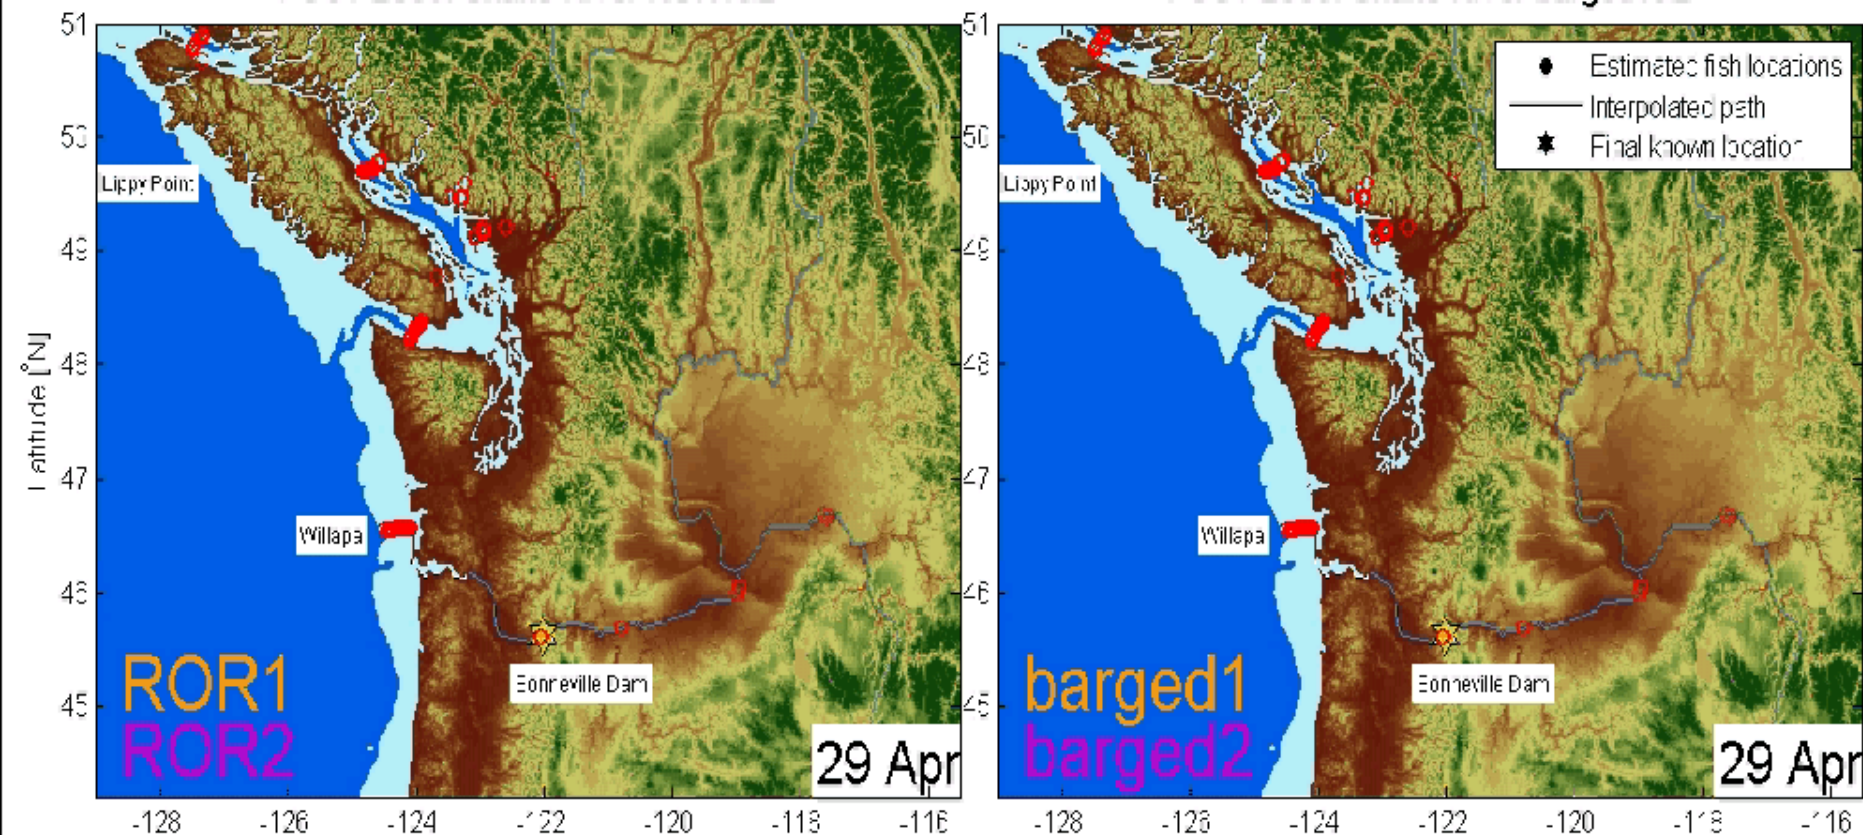 51
Lippy Point
49
48
47
Willapa
46
Bonneville Dam
45
ROR1
ROR2
29 Apr
Latitude [°N]
-128
-126
-124
-122
-120
-118
-116
51
Estimated fish locations
Interpolated path
Final known location
50
Lippy Point
49
48
47
Willapa
46
Bonneville Dam
45
barged1
barged2
29 Apr
-128
-126
-124
-122
-120
-118
-116